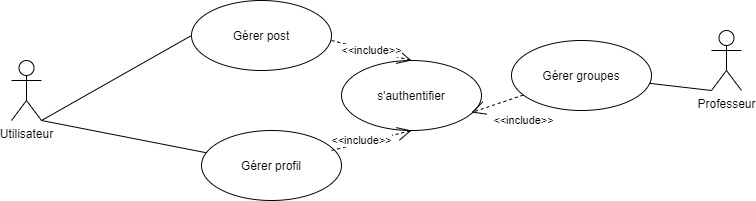 Gérer post
<<include>>
Gérer groupes
s'authentifier
Professeur
<<include>>
Utilisateur
<<include>>
Gérer profil